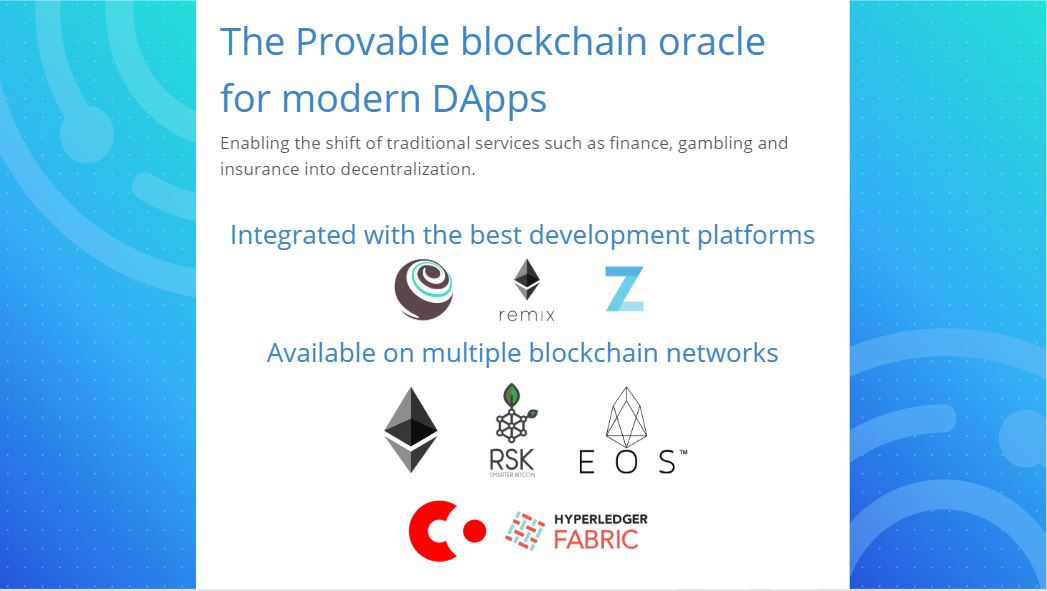 The Provable blockchain oracle
for modern DApps
Enabling the shift of traditional services such as finance, gambling and
insurance into decentralization.
Integrated with the best development platforms
remix
Z
Available on multiple blockchain networks
RSK
SMARTER BITCOIN
EOS™
HYPERLEDGER
FABRIC